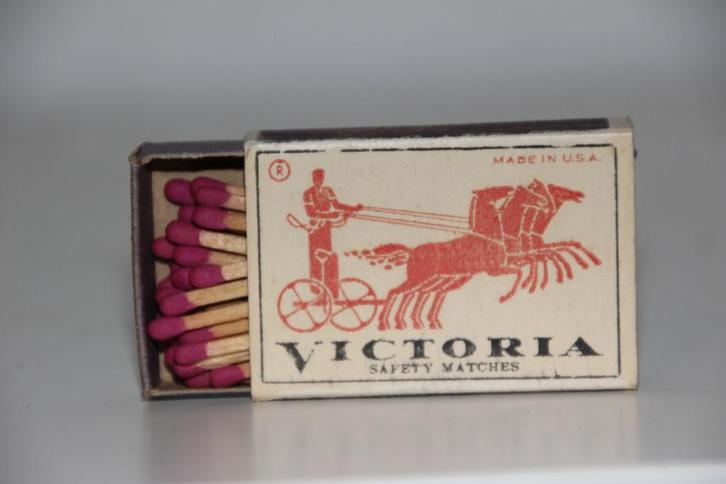 MADE IN U.S.A.
®
VICTORIA
SAFETY MATCHES